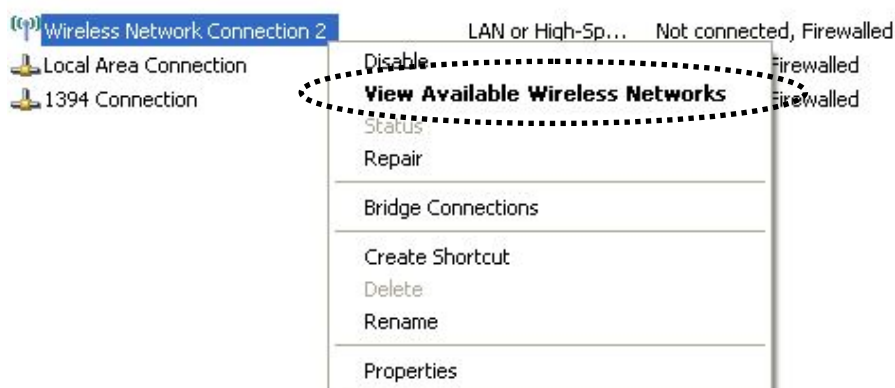 Wireless Network Connection 2 LAN or High-Sp... Not connected, Firewalled
Local Area Connection Disable Firewalled
1394 Connection View Available Wireless Networks Firewalled
Status
Repair
Bridge Connections
Create Shortcut
Delete
Rename
Properties